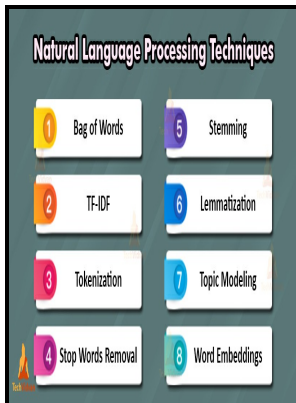 Natural Language Processing Techniques
1 Bag of Words
2 TF-IDF
3 Tokenization
4 Stop Words Removal
5 Stemming
6 Lemmatization
7 Topic Modeling
8 Word Embeddings